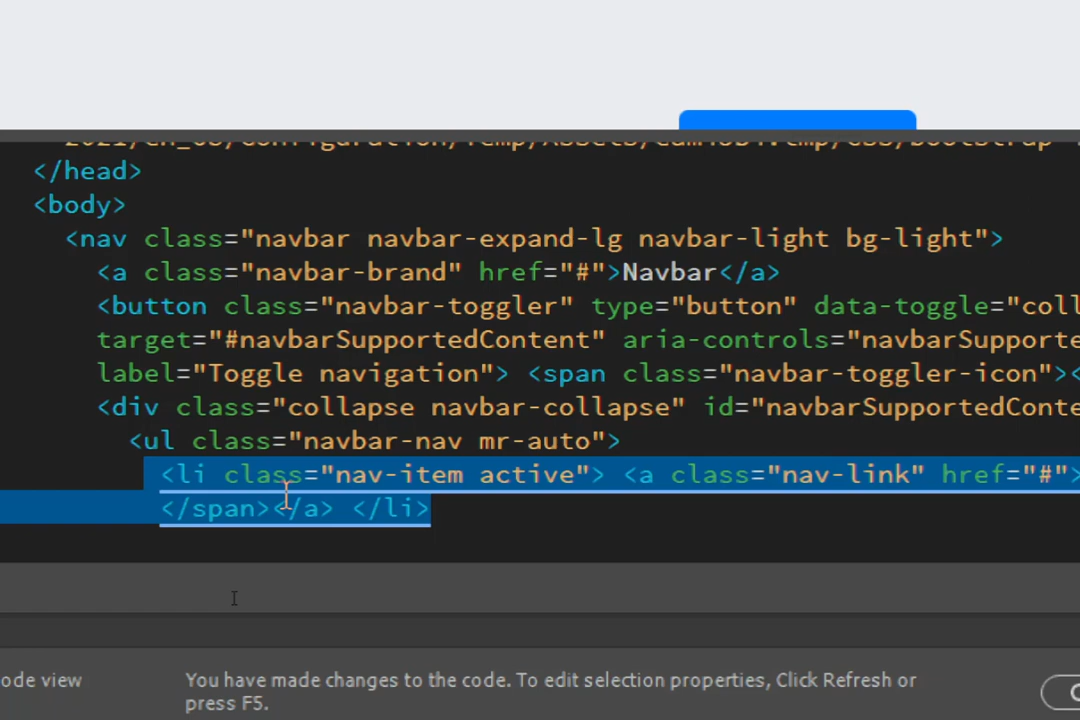 </head>
<body>
<nav class="navbar navbar-expand-lg navbar-light bg-light">
<a class="navbar-brand" href="#">Navbar</a>
<button class="navbar-toggler" type="button" data-toggle="coll
target="#navbarSupportedContent" aria-controls="navbarSupporte
label="Toggle navigation"> <span class="navbar-toggler-icon"><
<div class="collapse navbar-collapse" id="navbarSupportedConte
<ul class="navbar-nav mr-auto">
<li class="nav-item active"> <a class="nav-link" href="#">
</span></a> </li>
ode view
You have made changes to the code. To edit selection properties, Click Refresh or
press F5.